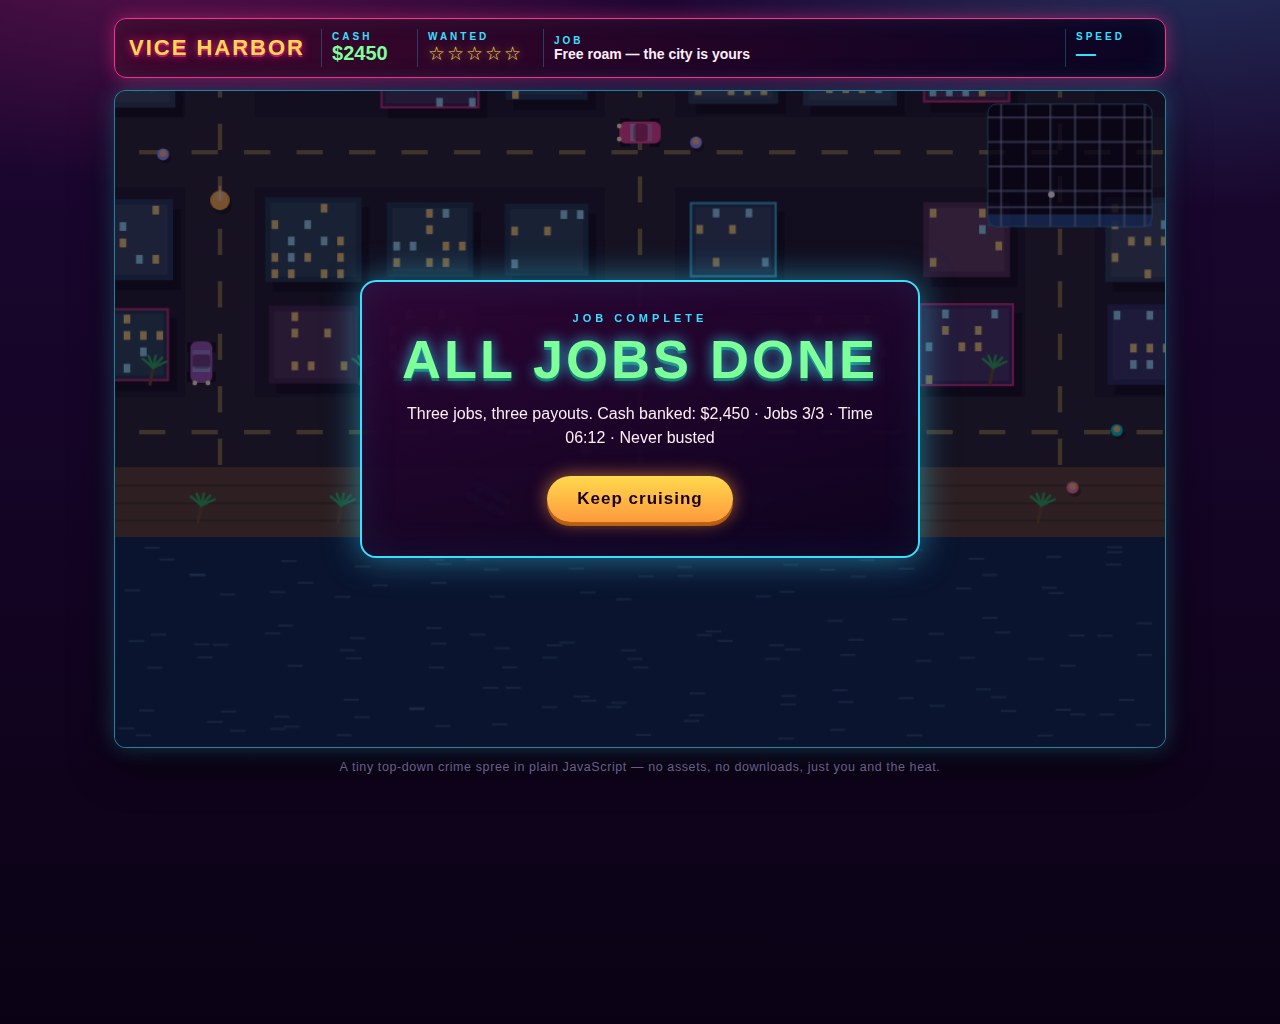 VICE HARBOR
CASH
$2450
WANTED
☆☆☆☆☆
JOB
Free roam — the city is yours
SPEED
—
JOB COMPLETE
ALL JOBS DONE
Three jobs, three payouts. Cash banked: $2,450 · Jobs 3/3 · Time
06:12 · Never busted
Keep cruising
A tiny top-down crime spree in plain JavaScript — no assets, no downloads, just you and the heat.